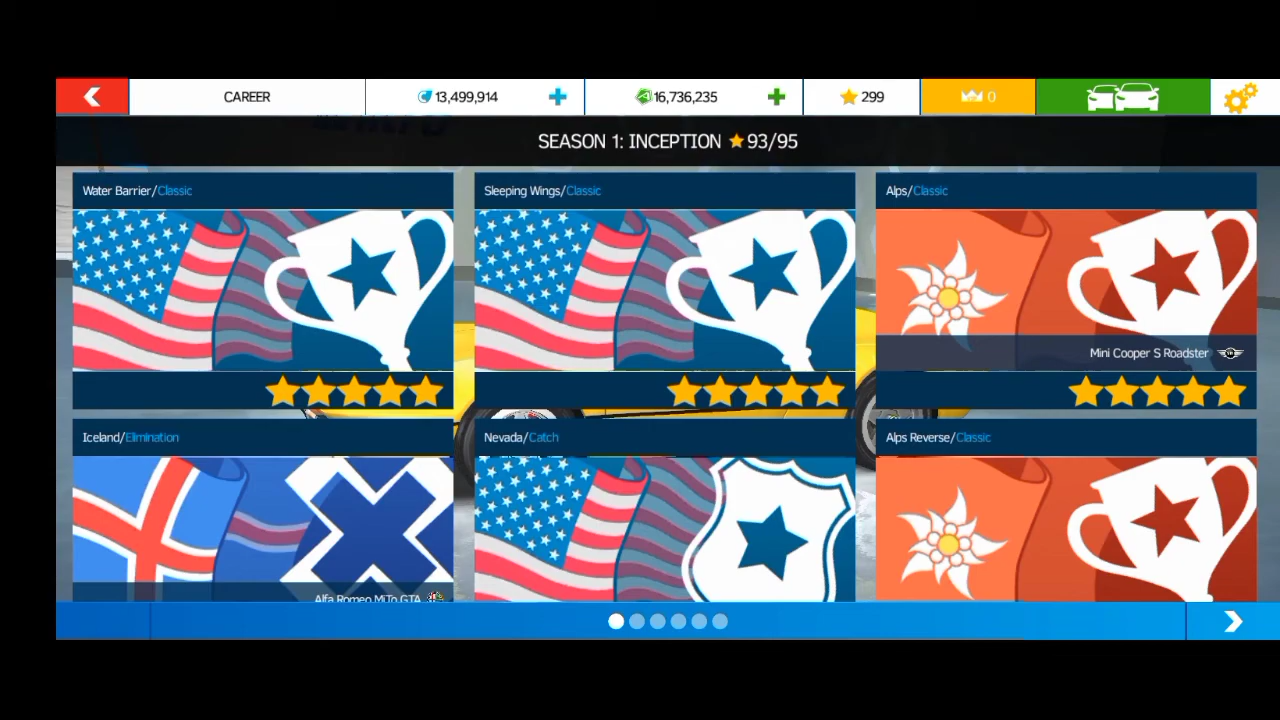 CAREER 13,499,914 16,736,235 299 0
SEASON 1: INCEPTION 93/95
Water Barrier/Classic
Sleeping Wings/Classic
Alps/Classic
Mini Cooper S Roadster
Iceland/Elimination
Nevada/Catch
Alps Reverse/Classic
Alfa Romeo MiTo GTA